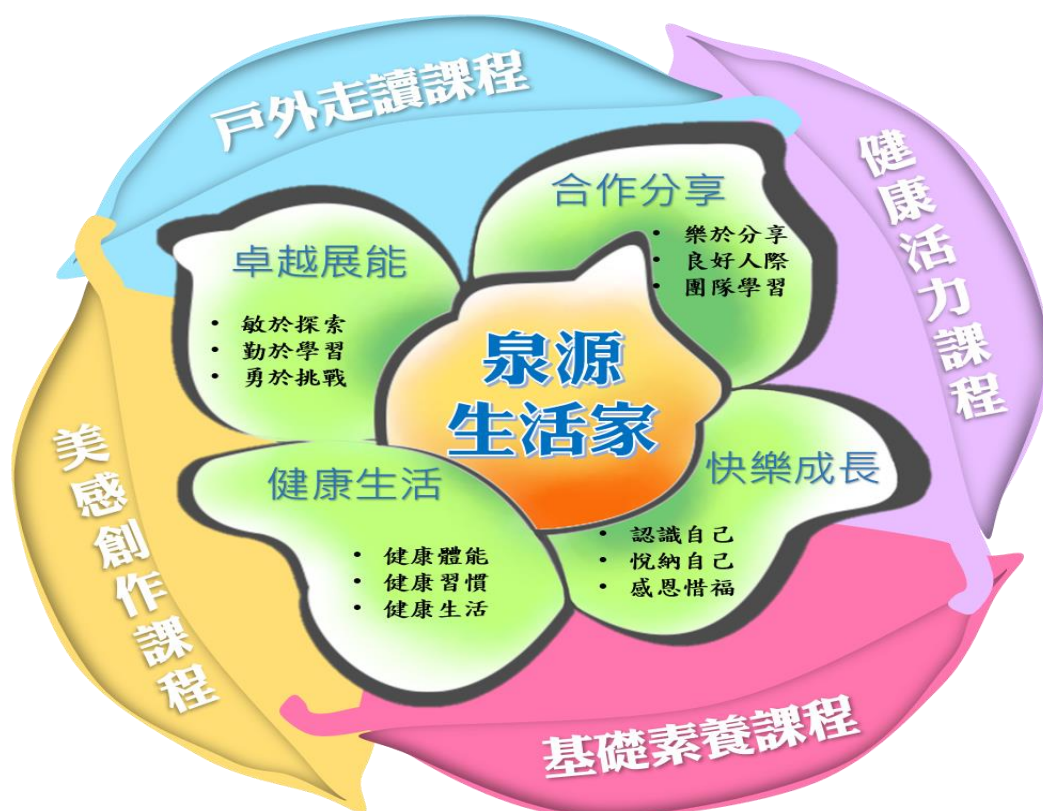 戶外走讀課程
健康活力課程
合作分享
• 樂於分享
• 良好人際
• 團隊學習
卓越展能
• 敏於探索
• 勤於學習
• 勇於挑戰
泉源
生活家
健康生活
• 健康體能
• 健康習慣
• 健康生活
快樂成長
• 認識自己
• 悅納自己
• 感恩惜福
美感創作課程
基礎素養課程